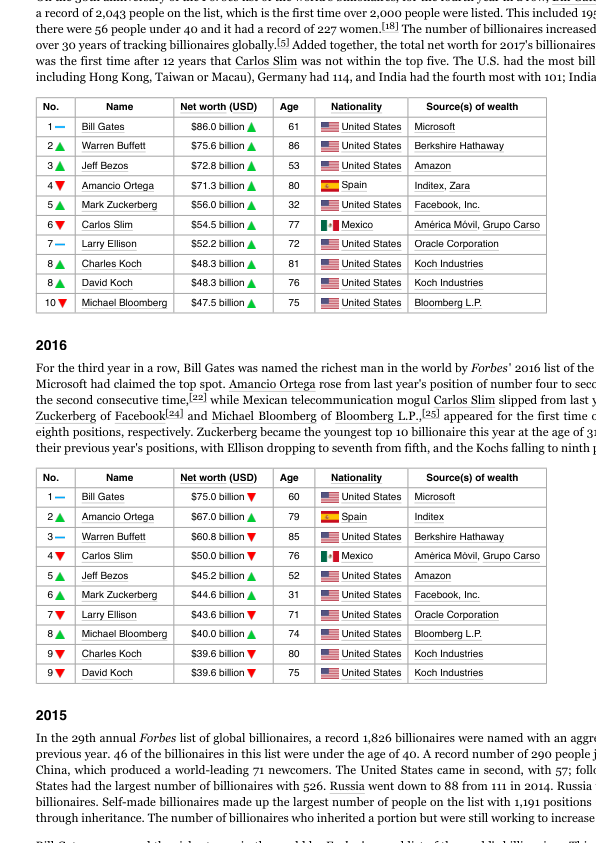 a record of 2,043 people on the list, which is the first time over 2,000 people were listed. This included 195
there were 56 people under 40 and it had a record of 227 women.[18] The number of billionaires increased
over 30 years of tracking billionaires globally.[5] Added together, the total net worth for 2017's billionaires
was the first time after 12 years that Carlos Slim was not within the top five. The U.S. had the most bill
including Hong Kong, Taiwan or Macau), Germany had 114, and India had the fourth most with 101; India
No. Name Net worth (USD) Age Nationality Source(s) of wealth
1 Bill Gates $86.0 billion 61 United States Microsoft
2 Warren Buffett $75.6 billion 86 United States Berkshire Hathaway
3 Jeff Bezos $72.8 billion 53 United States Amazon
4 Amancio Ortega $71.3 billion 80 Spain Inditex, Zara
5 Mark Zuckerberg $56.0 billion 32 United States Facebook, Inc.
6 Carlos Slim $54.5 billion 77 Mexico América Móvil, Grupo Carso
7 Larry Ellison $52.2 billion 72 United States Oracle Corporation
8 Charles Koch $48.3 billion 81 United States Koch Industries
8 David Koch $48.3 billion 76 United States Koch Industries
10 Michael Bloomberg $47.5 billion 75 United States Bloomberg L.P.
2016
For the third year in a row, Bill Gates was named the richest man in the world by Forbes' 2016 list of the
Microsoft had claimed the top spot. Amancio Ortega rose from last year's position of number four to seco
the second consecutive time,[22] while Mexican telecommunication mogul Carlos Slim slipped from last y
Zuckerberg of Facebook[24] and Michael Bloomberg of Bloomberg L.P.,[25] appeared for the first time o
eighth positions, respectively. Zuckerberg became the youngest top 10 billionaire this year at the age of 31
their previous year's positions, with Ellison dropping to seventh from fifth, and the Kochs falling to ninth p
No. Name Net worth (USD) Age Nationality Source(s) of wealth
1 Bill Gates $75.0 billion 60 United States Microsoft
2 Amancio Ortega $67.0 billion 79 Spain Inditex
3 Warren Buffett $60.8 billion 85 United States Berkshire Hathaway
4 Carlos Slim $50.0 billion 76 Mexico América Móvil, Grupo Carso
5 Jeff Bezos $45.2 billion 52 United States Amazon
6 Mark Zuckerberg $44.6 billion 31 United States Facebook, Inc.
7 Larry Ellison $43.6 billion 71 United States Oracle Corporation
8 Michael Bloomberg $40.0 billion 74 United States Bloomberg L.P.
9 Charles Koch $39.6 billion 80 United States Koch Industries
9 David Koch $39.6 billion 75 United States Koch Industries
2015
In the 29th annual Forbes list of global billionaires, a record 1,826 billionaires were named with an aggre
previous year. 46 of the billionaires in this list were under the age of 40. A record number of 290 people j
China, which produced a world-leading 71 newcomers. The United States came in second, with 57; follo
States had the largest number of billionaires with 526. Russia went down to 88 from 111 in 2014. Russia
billionaires. Self-made billionaires made up the largest number of people on the list with 1,191 positions
through inheritance. The number of billionaires who inherited a portion but were still working to increase